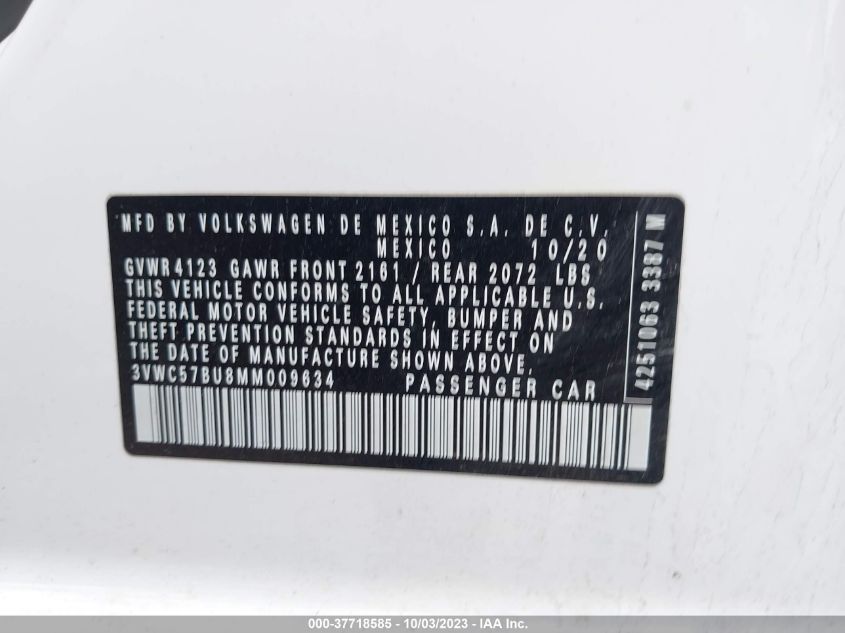 MFD BY VOLKSWAGEN DE MEXICO S.A. DE C.V.
MEXICO 10/20
GVWR 4123 GAWR FRONT 2161 / REAR 2072 LBS
THIS VEHICLE CONFORMS TO ALL APPLICABLE U.S.
FEDERAL MOTOR VEHICLE SAFETY, BUMPER AND
THEFT PREVENTION STANDARDS IN EFFECT ON
THE DATE OF MANUFACTURE SHOWN ABOVE.
3VWC57BU8MM009634 PASSENGER CAR
4251063 3387 M
000-37718585 - 10/03/2023 - IAA Inc.